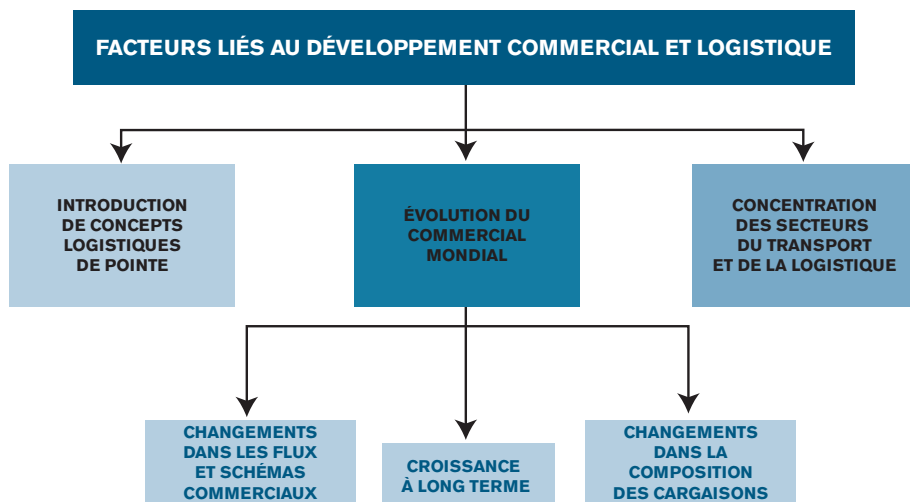 FACTEURS LIÉS AU DÉVELOPPEMENT COMMERCIAL ET LOGISTIQUE
INTRODUCTION
DE CONCEPTS
LOGISTIQUES
DE POINTE
ÉVOLUTION DU
COMMERCIAL
MONDIAL
CONCENTRATION
DES SECTEURS
DU TRANSPORT
ET DE LA LOGISTIQUE
CHANGEMENTS
DANS LES FLUX
ET SCHÉMAS
COMMERCIAUX
CROISSANCE
À LONG TERME
CHANGEMENTS
DANS LA
COMPOSITION
DES CARGAISONS